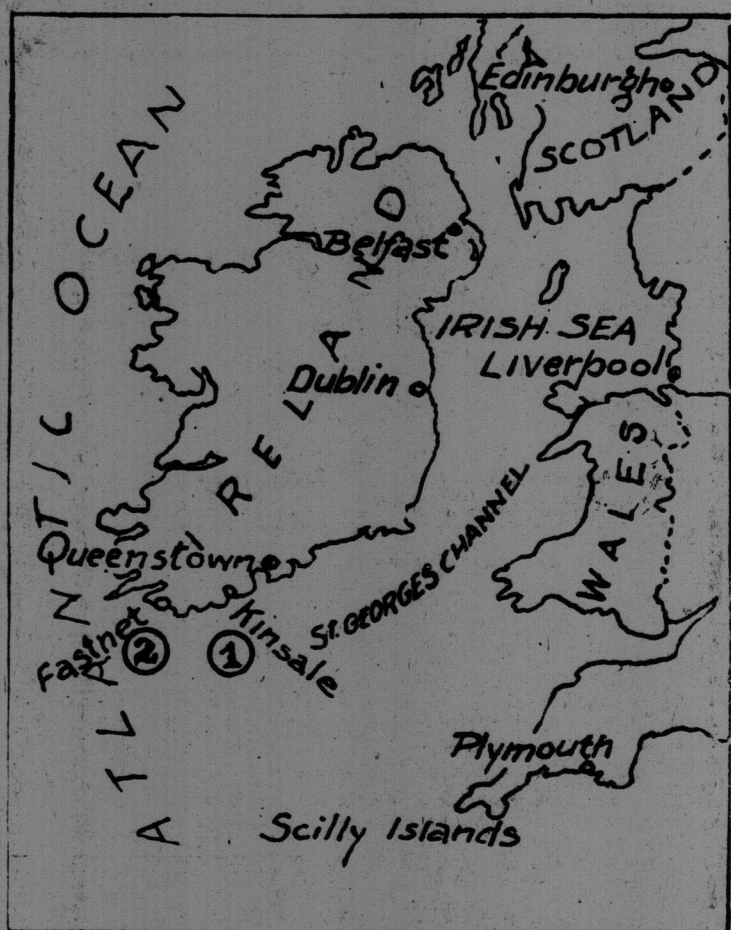 ATLANTIC OCEAN
Edinburgh
SCOTLAND
Belfast
IRISH SEA
Liverpool
Dublin
IRELAND
WALES
ST. GEORGES CHANNEL
Queenstown
Fastnet
2
1
Kinsale
Plymouth
Scilly Islands